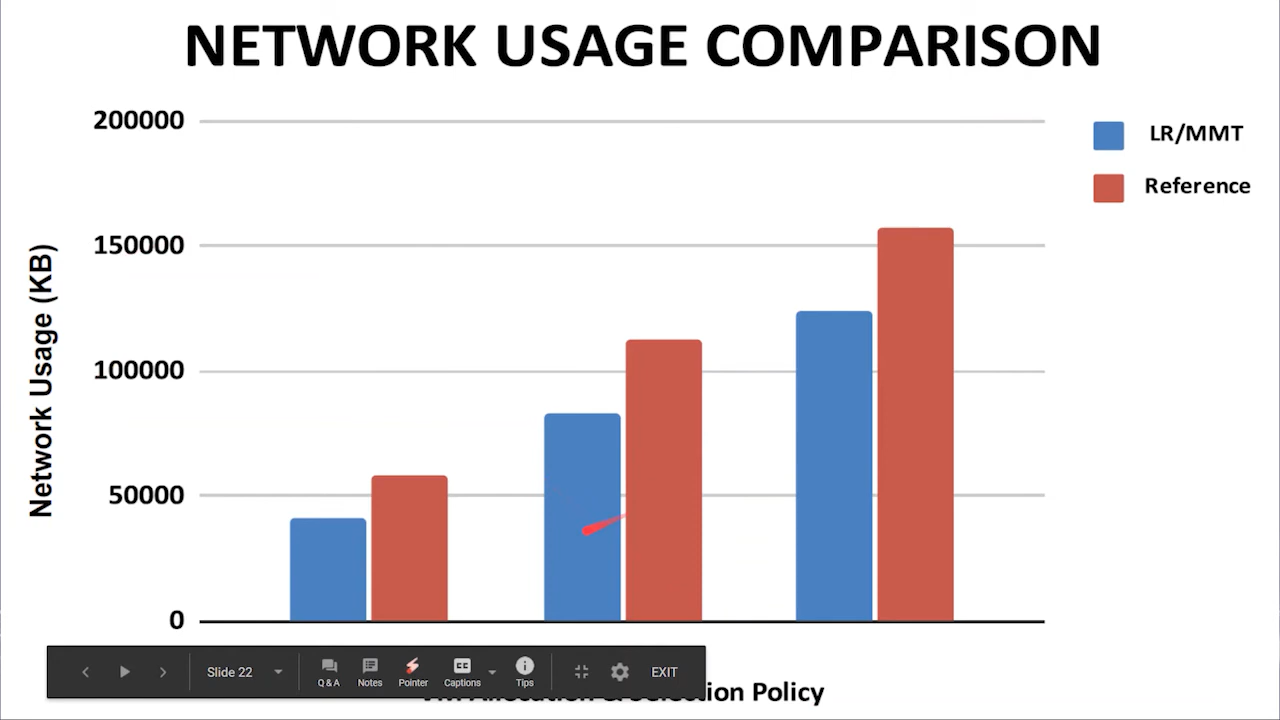 NETWORK USAGE COMPARISON
200000
150000
100000
50000
0
Network Usage (KB)
LR/MMT
Reference
Slide 22
Q & A
Notes
Pointer
Captions
Tips
EXIT
Policy